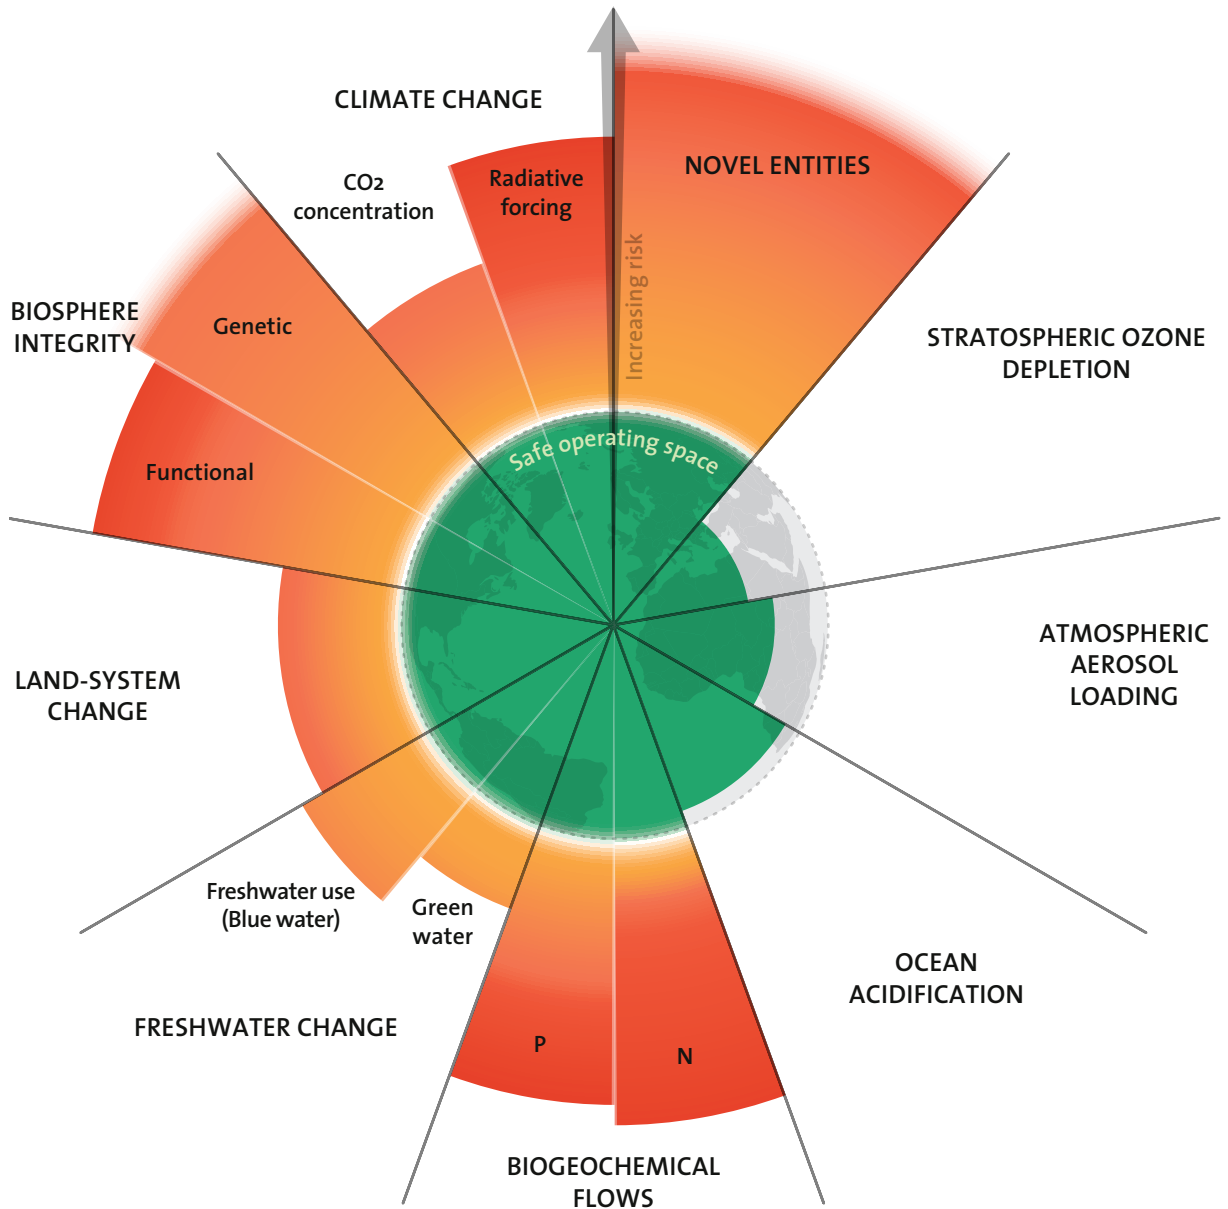 CLIMATE CHANGE
CO2
concentration
Radiative
forcing
NOVEL ENTITIES
Increasing risk
BIOSPHERE
INTEGRITY
Genetic
Functional
STRATOSPHERIC OZONE
DEPLETION
Safe operating space
ATMOSPHERIC
AEROSOL
LOADING
LAND-SYSTEM
CHANGE
Freshwater use
(Blue water)
Green
water
FRESHWATER CHANGE
OCEAN
ACIDIFICATION
P
N
BIOGEOCHEMICAL
FLOWS